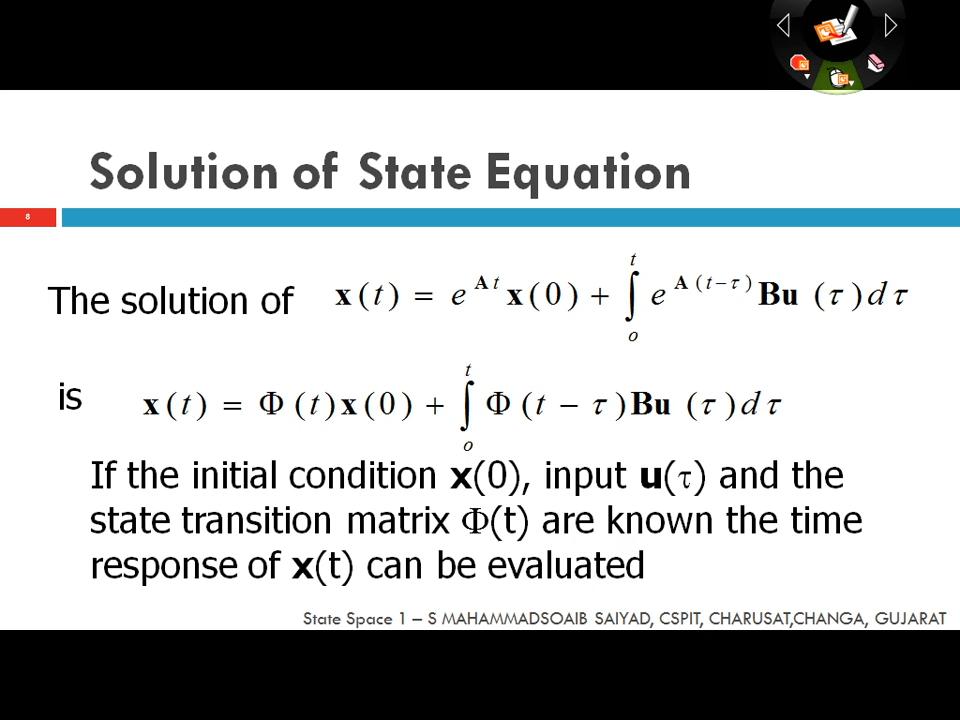 Solution of State Equation
8
The solution of x(t) = e^{At} x(0) + ∫_o^t e^{A(t−τ)} Bu (τ)dτ
is x(t) = Φ(t)x(0) + ∫_o^t Φ(t − τ)Bu (τ)dτ
If the initial condition x(0), input u(τ) and the
state transition matrix Φ(t) are known the time
response of x(t) can be evaluated
State Space 1 – S MAHAMMADSOAIB SAIYAD, CSPIT, CHARUSAT,CHANGA, GUJARAT